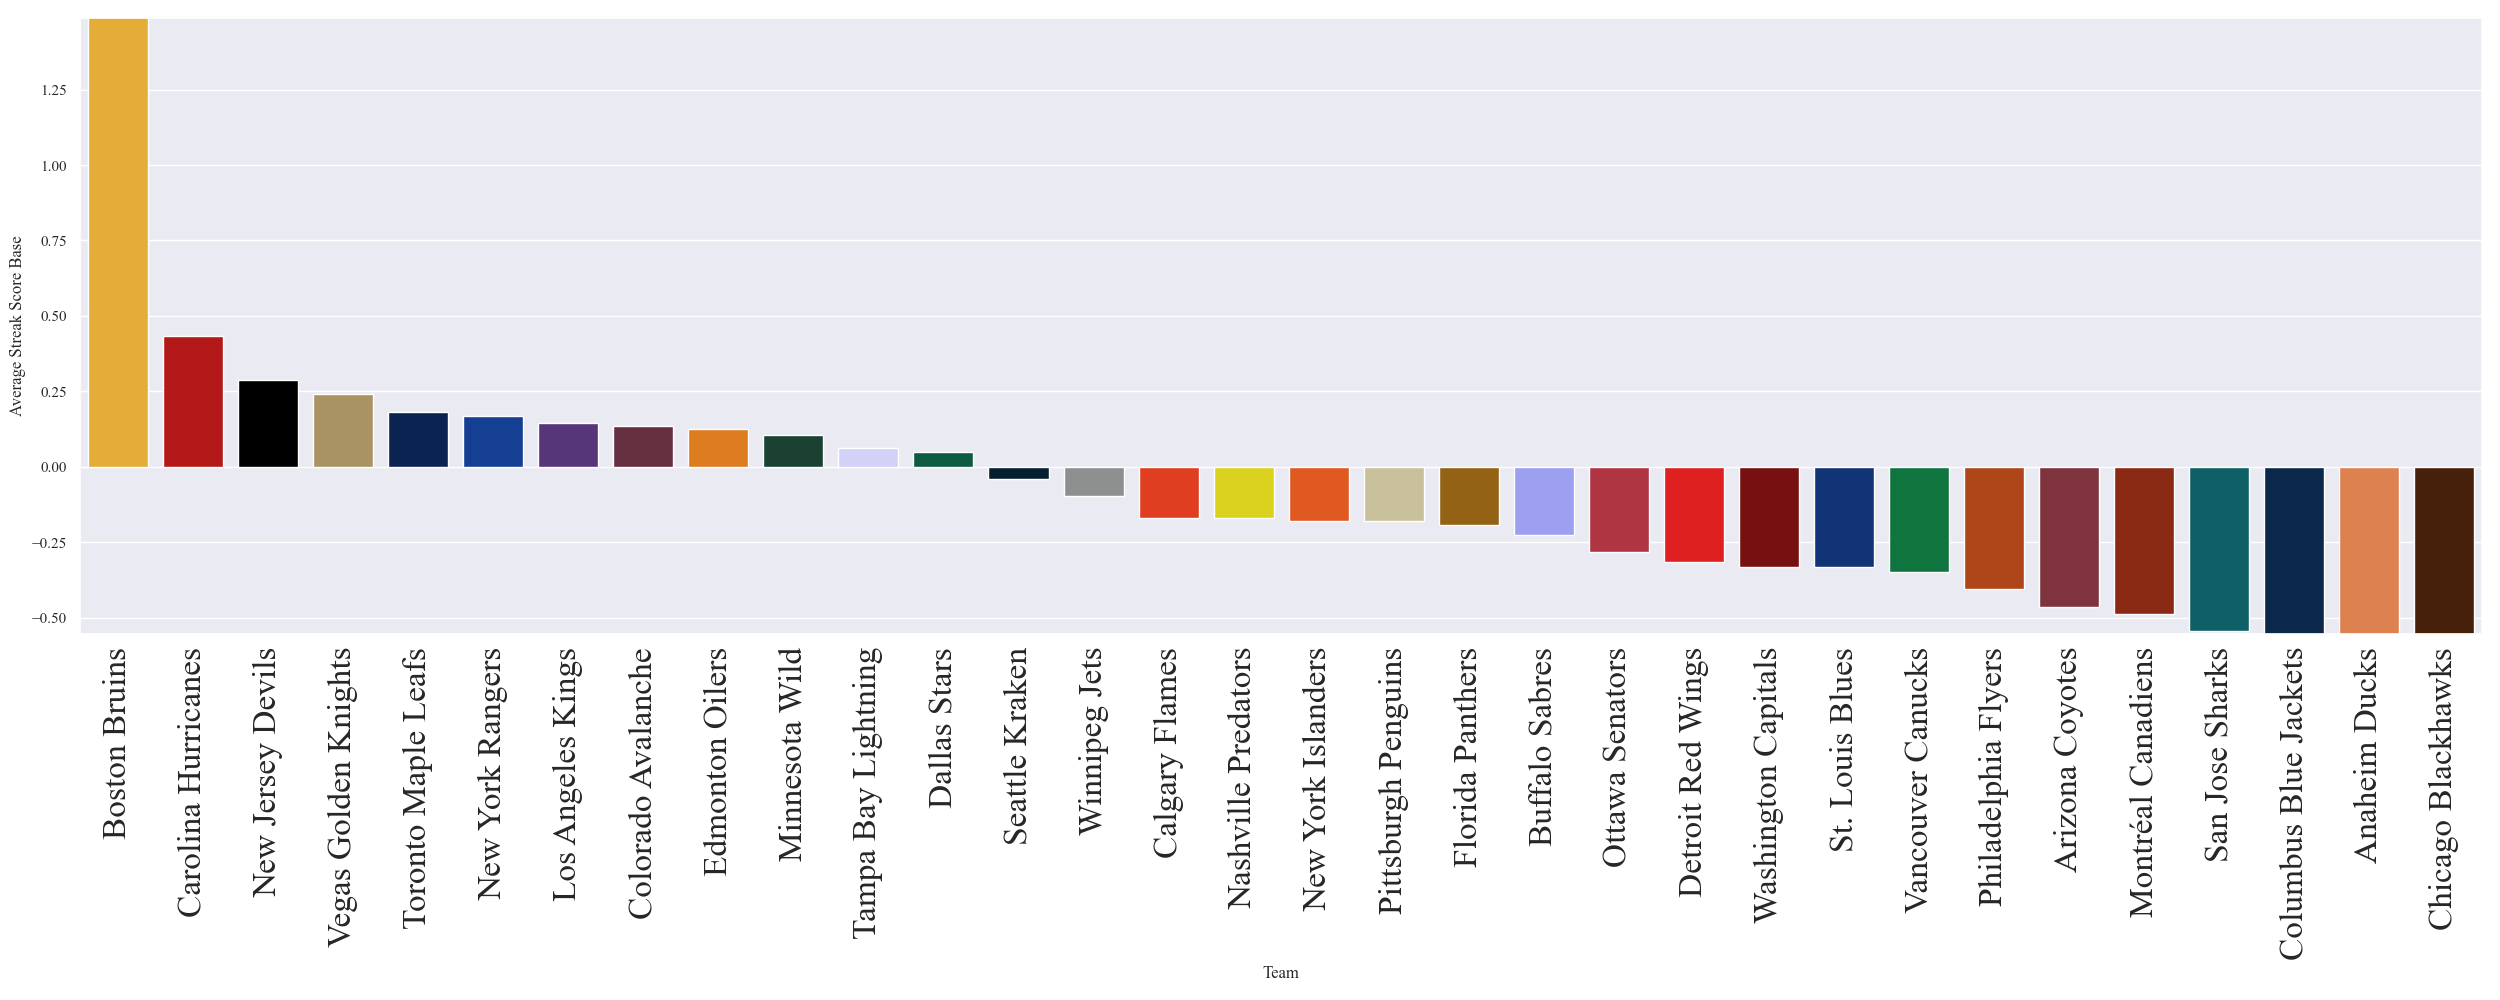 Average Streak Score Base
1.25
1.00
0.75
0.50
0.25
0.00
−0.25
−0.50
Boston Bruins
Carolina Hurricanes
New Jersey Devils
Vegas Golden Knights
Toronto Maple Leafs
New York Rangers
Los Angeles Kings
Colorado Avalanche
Edmonton Oilers
Minnesota Wild
Tampa Bay Lightning
Dallas Stars
Seattle Kraken
Winnipeg Jets
Calgary Flames
Nashville Predators
New York Islanders
Pittsburgh Penguins
Florida Panthers
Buffalo Sabres
Ottawa Senators
Detroit Red Wings
Washington Capitals
St. Louis Blues
Vancouver Canucks
Philadelphia Flyers
Arizona Coyotes
Montréal Canadiens
San Jose Sharks
Columbus Blue Jackets
Anaheim Ducks
Chicago Blackhawks
Team